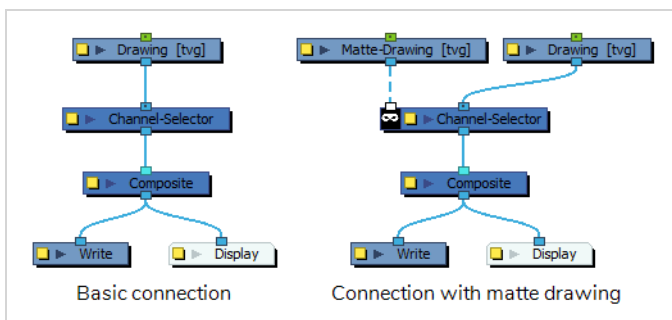 Drawing [tvg]
Channel-Selector
Composite
Write
Display
Basic connection
Matte-Drawing [tvg]
Drawing [tvg]
Channel-Selector
Composite
Write
Display
Connection with matte drawing